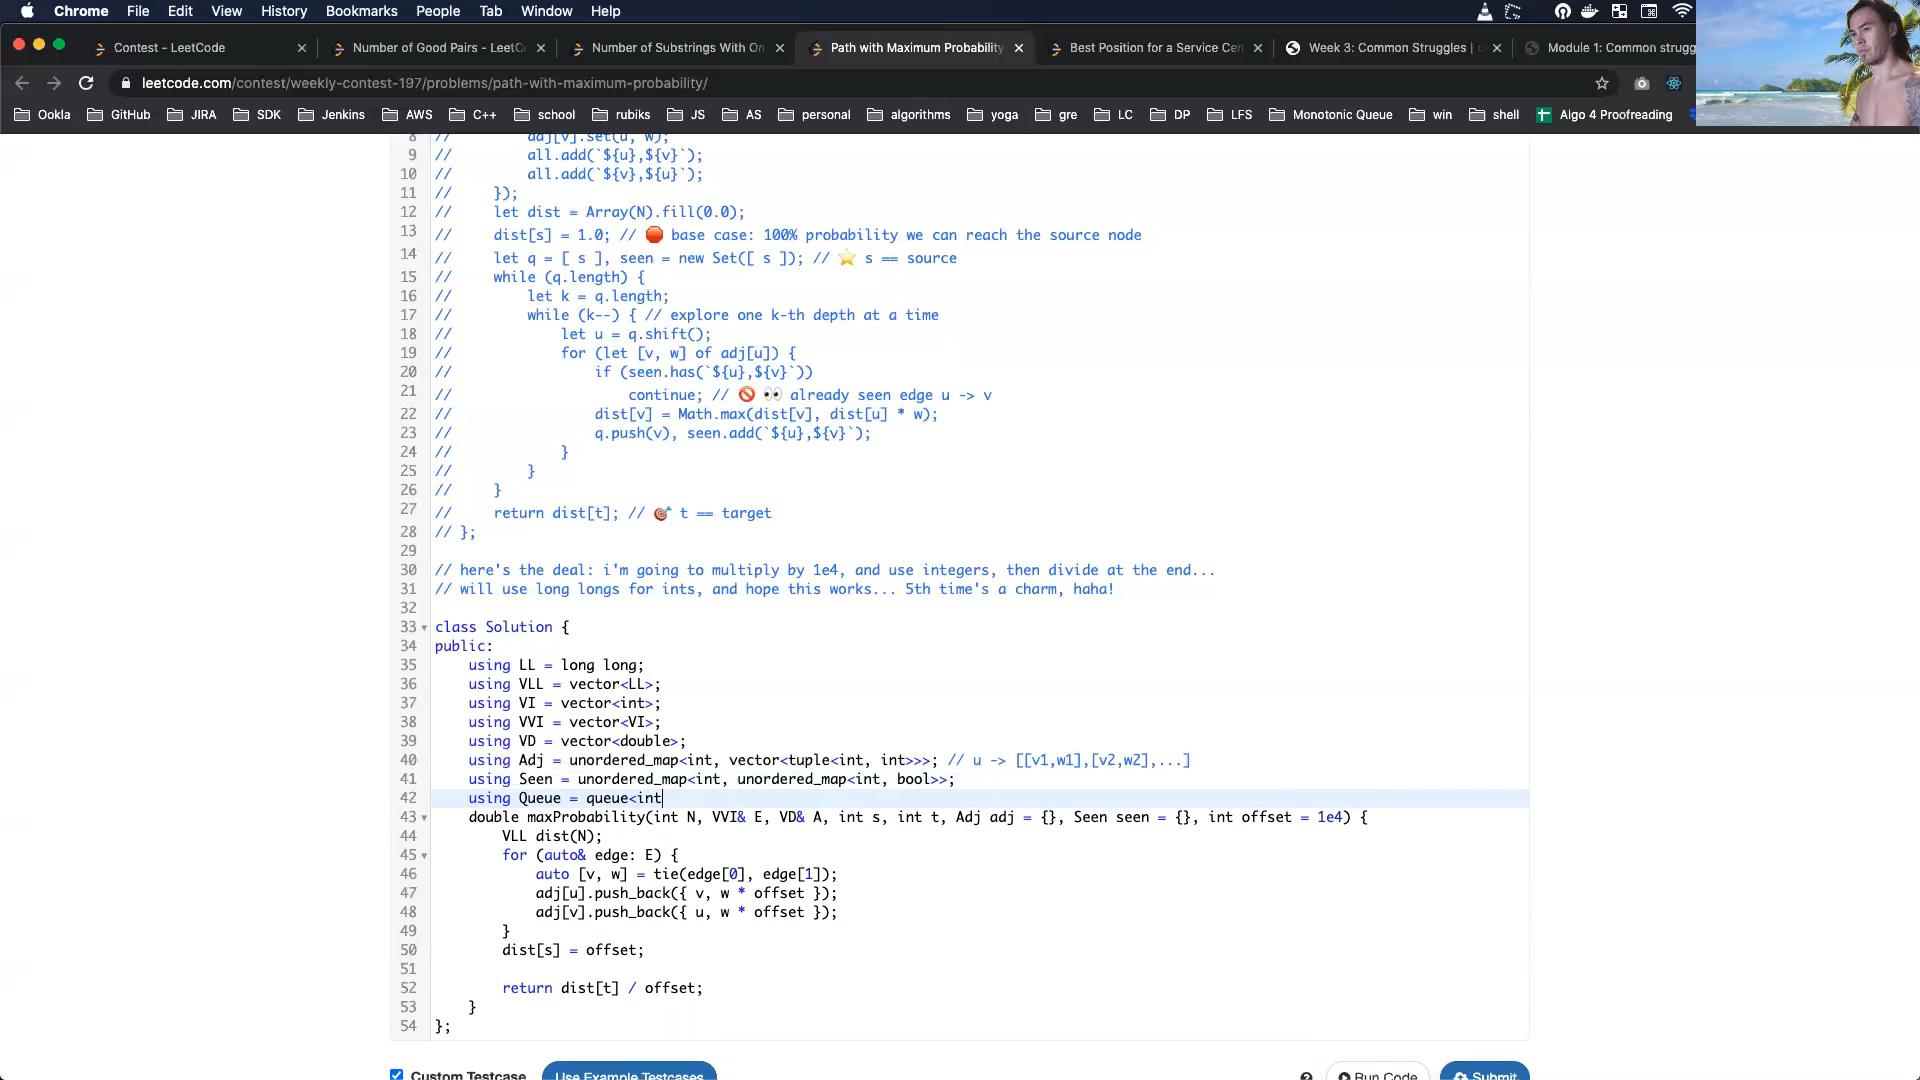 Chrome File Edit View History Bookmarks People Tab Window Help
Contest - LeetCode
Number of Good Pairs - LeetC
Number of Substrings With On
Path with Maximum Probability
Best Position for a Service Cen
Week 3: Common Struggles |
Module 1: Common strugg
leetcode.com/contest/weekly-contest-197/problems/path-with-maximum-probability/
Ookla GitHub JIRA SDK Jenkins AWS C++ school rubiks JS AS personal algorithms yoga gre LC DP LFS Monotonic Queue win shell Algo 4 Proofreading
8 // adj[v].set(u, w);
9 // all.add(`${u},${v}`);
10 // all.add(`${v},${u}`);
11 // });
12 // let dist = Array(N).fill(0.0);
13 // dist[s] = 1.0; // 🛑 base case: 100% probability we can reach the source node
14 // let q = [ s ], seen = new Set([ s ]); // ⭐ s == source
15 // while (q.length) {
16 // let k = q.length;
17 // while (k--) { // explore one k-th depth at a time
18 // let u = q.shift();
19 // for (let [v, w] of adj[u]) {
20 // if (seen.has(`${u},${v}`))
21 // continue; // 🚫 👀 already seen edge u -> v
22 // dist[v] = Math.max(dist[v], dist[u] * w);
23 // q.push(v), seen.add(`${u},${v}`);
24 // }
25 // }
26 // }
27 // return dist[t]; // 🎯 t == target
28 // };
29
30 // here's the deal: i'm going to multiply by 1e4, and use integers, then divide at the end...
31 // will use long longs for ints, and hope this works... 5th time's a charm, haha!
32
33 class Solution {
34 public:
35 using LL = long long;
36 using VLL = vector<LL>;
37 using VI = vector<int>;
38 using VVI = vector<VI>;
39 using VD = vector<double>;
40 using Adj = unordered_map<int, vector<tuple<int, int>>>; // u -> [[v1,w1],[v2,w2],...]
41 using Seen = unordered_map<int, unordered_map<int, bool>>;
42 using Queue = queue<int
43 double maxProbability(int N, VVI& E, VD& A, int s, int t, Adj adj = {}, Seen seen = {}, int offset = 1e4) {
44 VLL dist(N);
45 for (auto& edge: E) {
46 auto [v, w] = tie(edge[0], edge[1]);
47 adj[u].push_back({ v, w * offset });
48 adj[v].push_back({ u, w * offset });
49 }
50 dist[s] = offset;
51
52 return dist[t] / offset;
53 }
54 };
Custom Testcase Use Example Testcases ? Run Code Submit